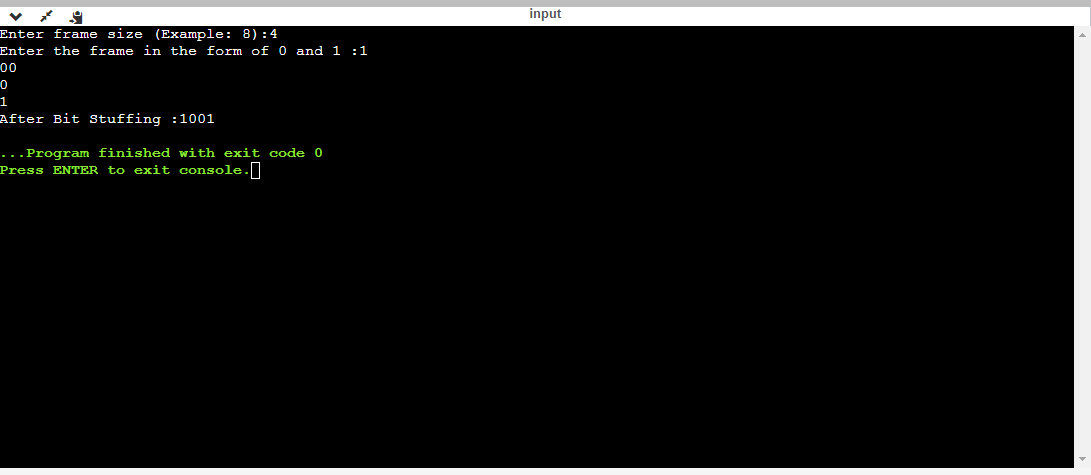 input
Enter frame size (Example: 8):4
Enter the frame in the form of 0 and 1 :1
00
0
1
After Bit Stuffing :1001
...Program finished with exit code 0
Press ENTER to exit console.